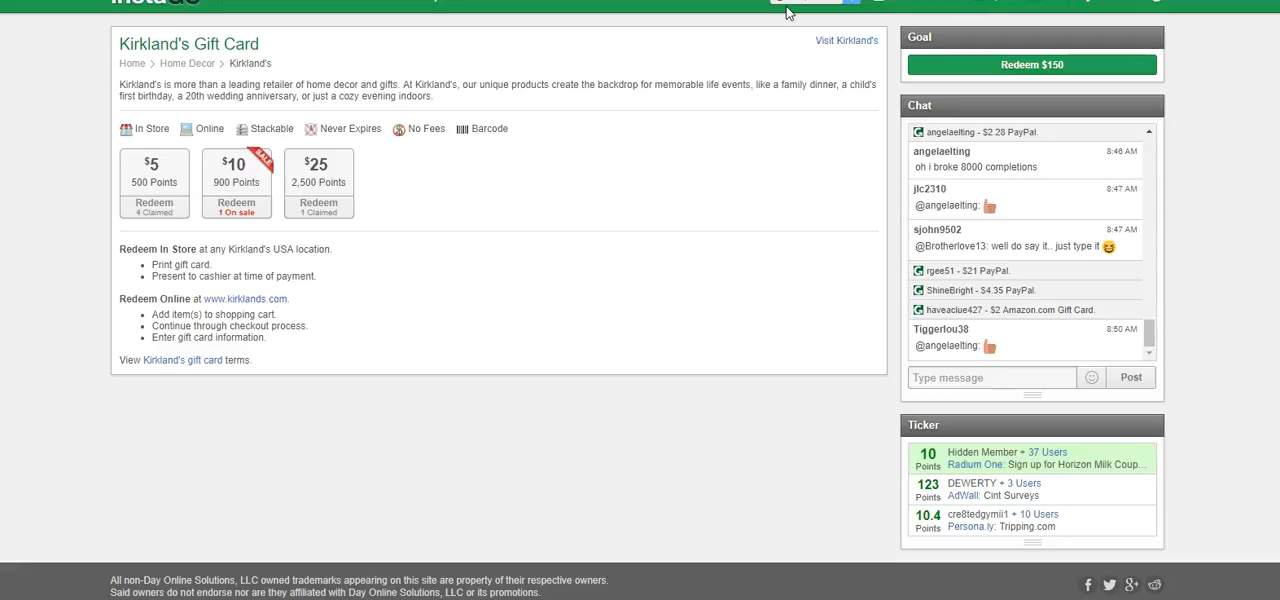 InstaGC
Kirkland's Gift Card
Visit Kirkland's
Home > Home Decor > Kirkland's
Kirkland's is more than a leading retailer of home decor and gifts. At Kirkland's, our unique products create the backdrop for memorable life events, like a family dinner, a child's
first birthday, a 20th wedding anniversary, or just a cozy evening indoors.
In Store Online Stackable Never Expires No Fees Barcode
$5
500 Points
Redeem
4 Claimed
$10
SALE
900 Points
Redeem
1 On sale
$25
2,500 Points
Redeem
1 Claimed
Redeem In Store at any Kirkland's USA location.
Print gift card.
Present to cashier at time of payment.
Redeem Online at www.kirklands.com.
Add item(s) to shopping cart.
Continue through checkout process.
Enter gift card information.
View Kirkland's gift card terms.
Goal
Redeem $150
Chat
angelaelting - $2.28 PayPal.
angelaelting 8:46 AM
oh i broke 8000 completions
jlc2310 8:47 AM
@angelaelting:
sjohn9502 8:47 AM
@Brotherlove13: well do say it.. just type it
rgee51 - $21 PayPal.
ShineBright - $4.35 PayPal.
haveaclue427 - $2 Amazon.com Gift Card.
Tiggerlou38 8:50 AM
@angelaelting:
Type message Post
Ticker
10 Points Hidden Member + 37 Users
Radium One: Sign up for Horizon Milk Coup...
123 Points DEWERTY + 3 Users
AdWall: Cint Surveys
10.4 Points cre8tedgymii1 + 10 Users
Persona.ly: Tripping.com
All non-Day Online Solutions, LLC owned trademarks appearing on this site are property of their respective owners.
Said owners do not endorse nor are they affiliated with Day Online Solutions, LLC or its promotions.